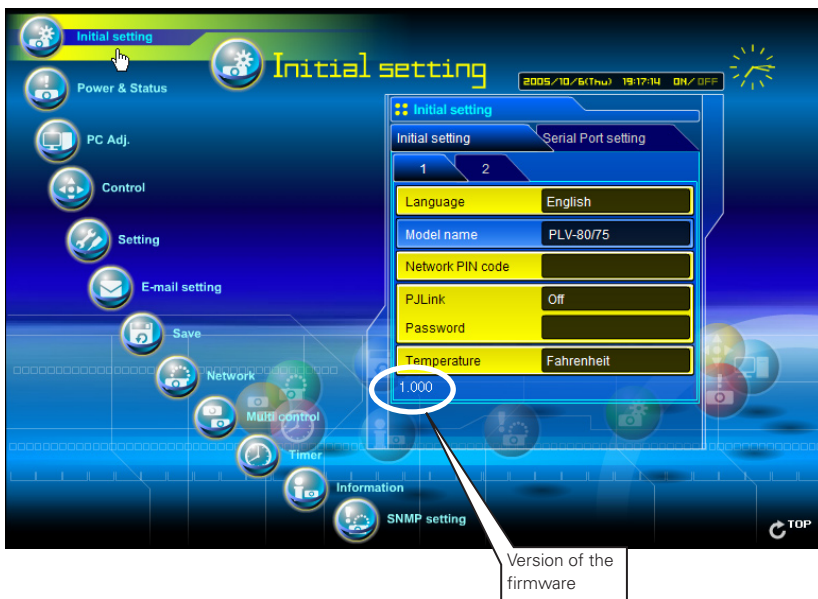 Initial setting
Power & Status
PC Adj.
Control
Setting
E-mail setting
Save
Network
Multi control
Timer
Information
SNMP setting
Initial setting
2005/10/6(Thu) 19:17:14 ON/OFF
Initial setting
Initial setting Serial Port setting
1 2
Language English
Model name PLV-80/75
Network PIN code
PJLink Off
Password
Temperature Fahrenheit
1.000
TOP
Version of the
firmware